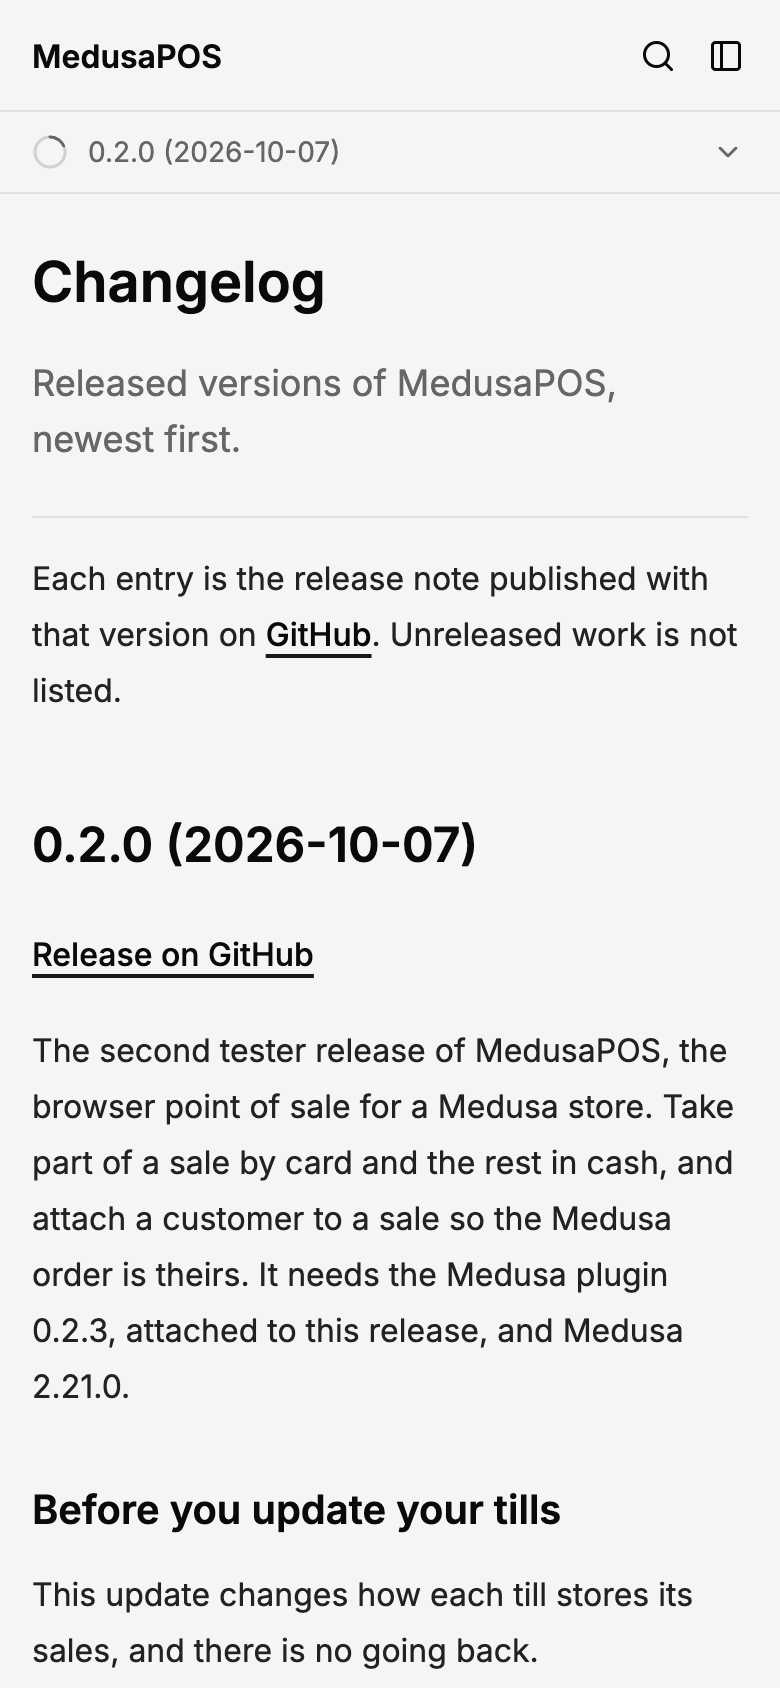 MedusaPOS
0.2.0 (2026-10-07)
Changelog
Released versions of MedusaPOS,
newest first.
Each entry is the release note published with
that version on GitHub. Unreleased work is not
listed.
0.2.0 (2026-10-07)
Release on GitHub
The second tester release of MedusaPOS, the
browser point of sale for a Medusa store. Take
part of a sale by card and the rest in cash, and
attach a customer to a sale so the Medusa
order is theirs. It needs the Medusa plugin
0.2.3, attached to this release, and Medusa
2.21.0.
Before you update your tills
This update changes how each till stores its
sales, and there is no going back.